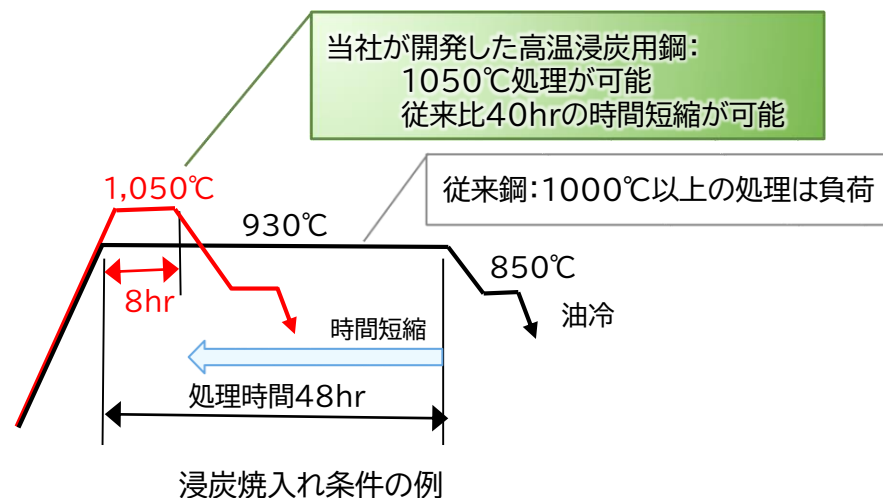 当社が開発した高温浸炭用鋼：
1050℃処理が可能
従来比40hrの時間短縮が可能
1,050℃
従来鋼：1000℃以上の処理は負荷
930℃
850℃
8hr
油冷
時間短縮
処理時間48hr
浸炭焼入れ条件の例